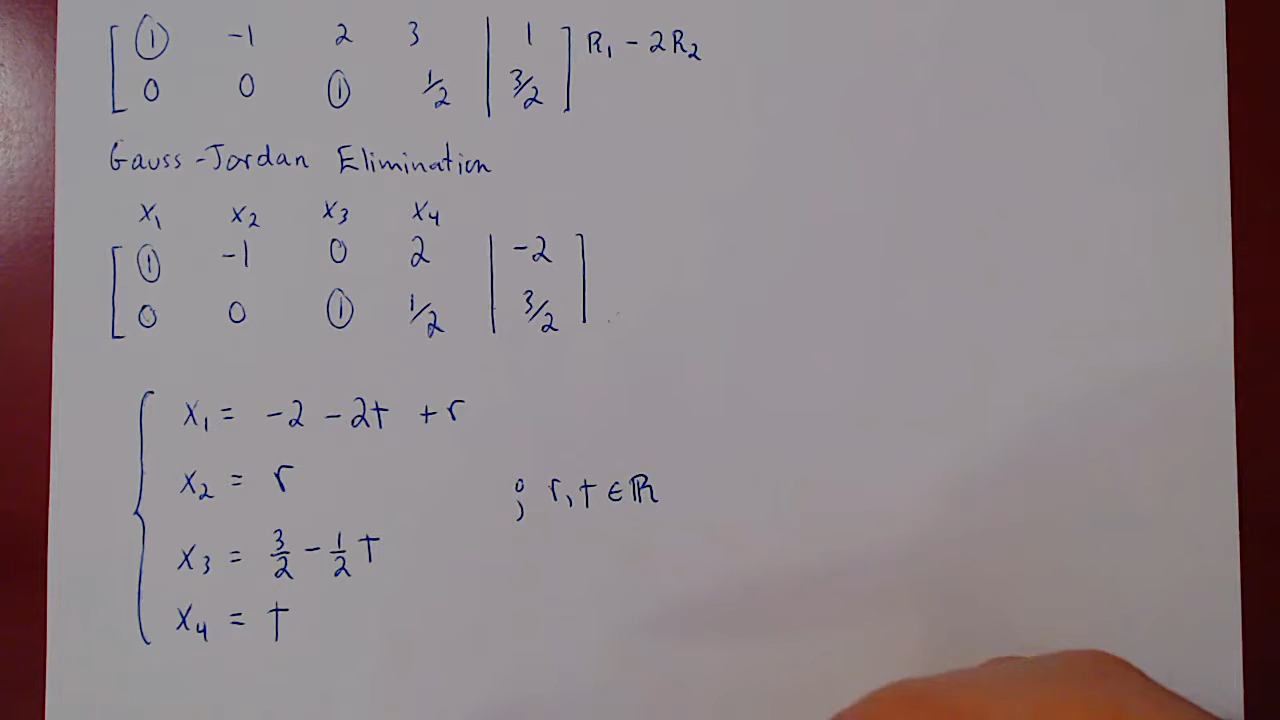 [ 1 -1 2 3 | 1 ] R₁ - 2R₂
[ 0 0 1 1/2 | 3/2 ]
Gauss-Jordan Elimination
x₁ x₂ x₃ x₄
[ 1 -1 0 2 | -2 ]
[ 0 0 1 1/2 | 3/2 ]
{ x₁ = -2 - 2t + r
x₂ = r ; r, t ∈ ℝ
x₃ = 3/2 - 1/2 t
x₄ = t